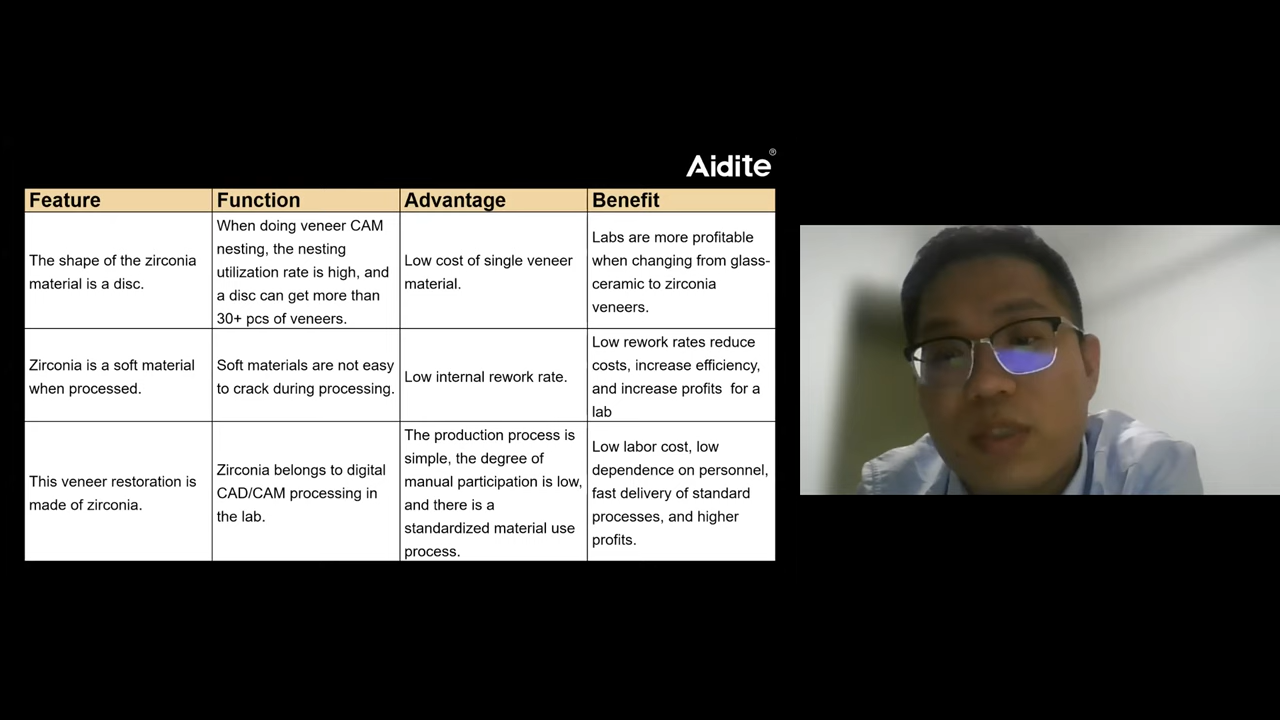 Aidite®
Feature
Function
Advantage
Benefit
The shape of the zirconia
material is a disc.
When doing veneer CAM
nesting, the nesting
utilization rate is high, and
a disc can get more than
30+ pcs of veneers.
Low cost of single veneer
material.
Labs are more profitable
when changing from glass-
ceramic to zirconia
veneers.
Zirconia is a soft material
when processed.
Soft materials are not easy
to crack during processing.
Low internal rework rate.
Low rework rates reduce
costs, increase efficiency,
and increase profits for a
lab
This veneer restoration is
made of zirconia.
Zirconia belongs to digital
CAD/CAM processing in
the lab.
The production process is
simple, the degree of
manual participation is low,
and there is a
standardized material use
process.
Low labor cost, low
dependence on personnel,
fast delivery of standard
processes, and higher
profits.